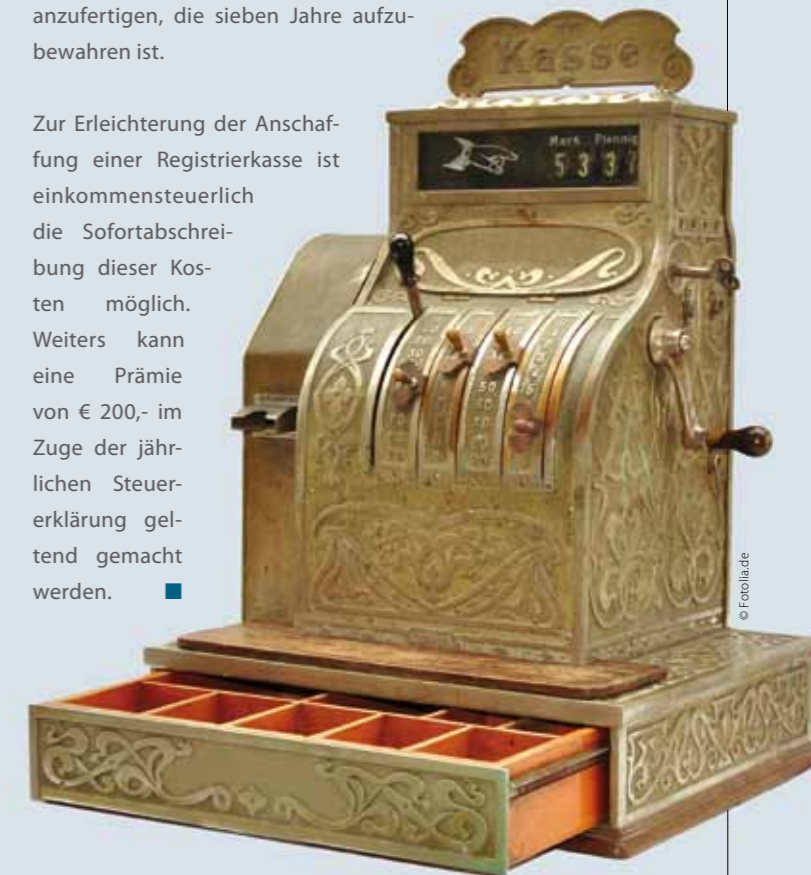 anzufertigen, die sieben Jahre aufzu-
bewahren ist.
Zur Erleichterung der Anschaf-
fung einer Registrierkasse ist
einkommensteuerlich
die Sofortabschrei-
bung dieser Kos-
ten möglich.
Weiters kann
eine Prämie
von € 200,- im
Zuge der jähr-
lichen Steuer-
erklärung gel-
tend gemacht
werden.
Kasse
Mark Pfennig
5 3 3 7
© Fotolia.de